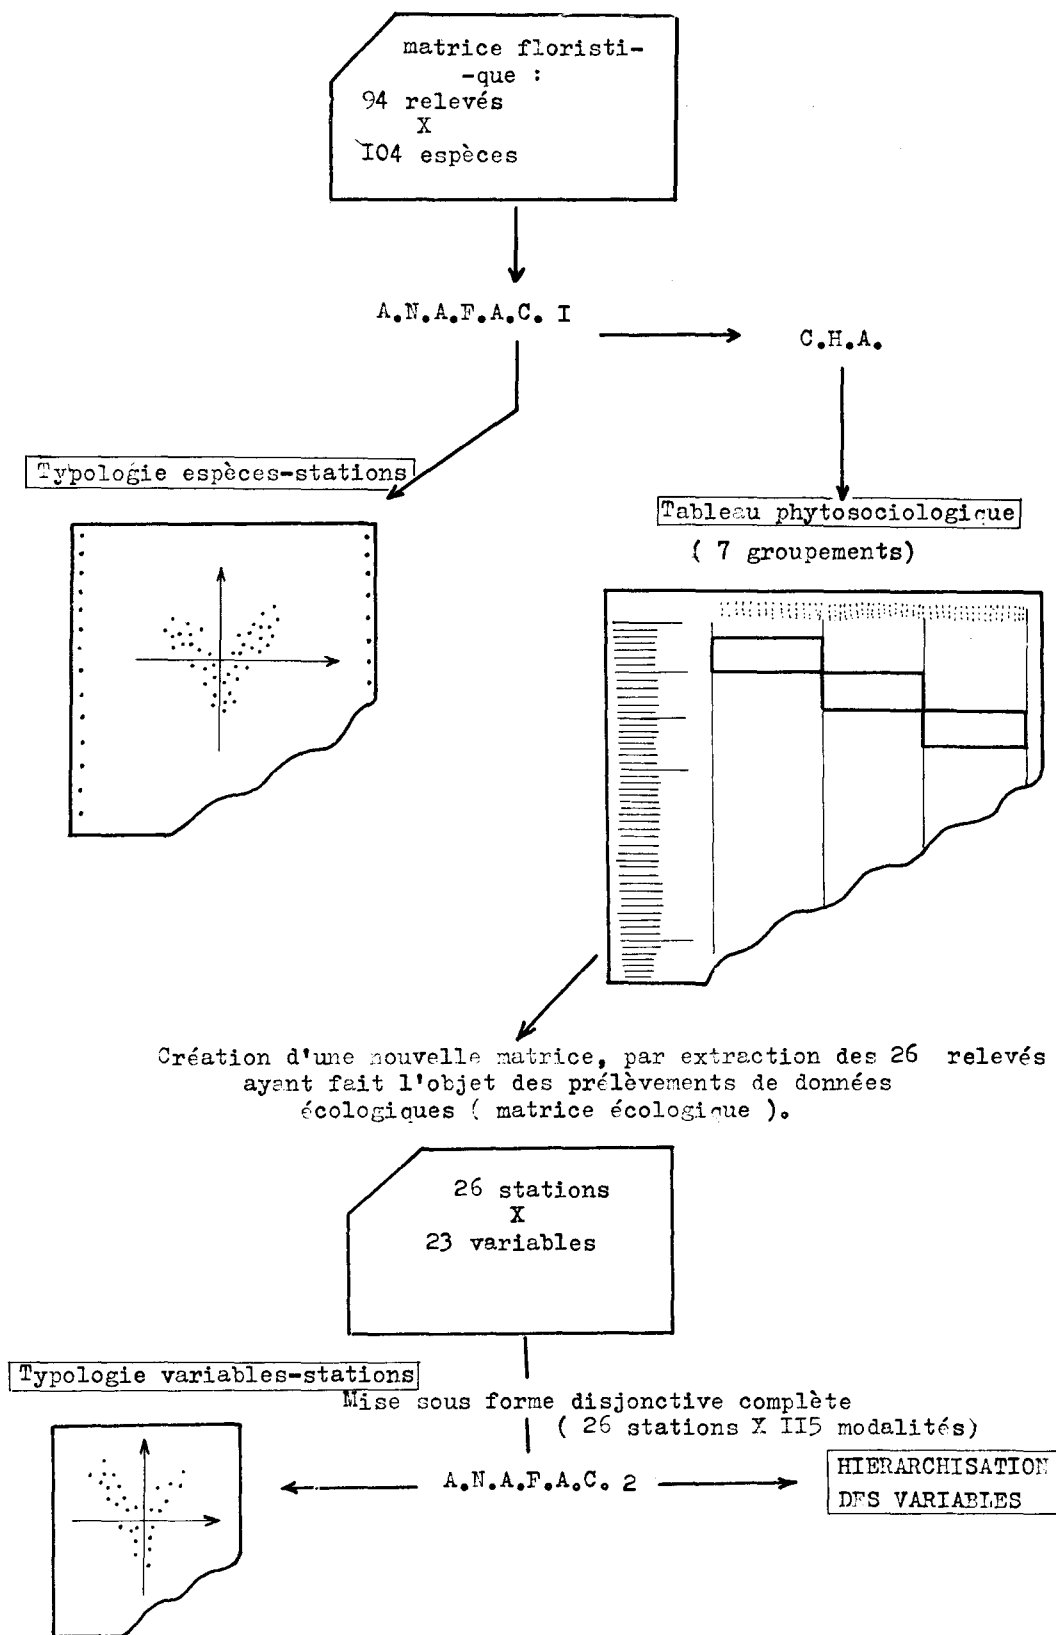 matrice floristi-
-que :
94 relevés
X
I04 espèces
A.N.A.F.A.C. I
C.H.A.
Typologie espèces-stations
Tableau phytosociologique
( 7 groupements)
Création d'une nouvelle matrice, par extraction des 26 relevés
ayant fait l'objet des prélèvements de données
écologiques ( matrice écologique ).
26 stations
X
23 variables
Typologie variables-stations
Mise sous forme disjonctive complète
( 26 stations X II5 modalités)
A.N.A.F.A.C. 2
HIERARCHISATION
DES VARIABLES